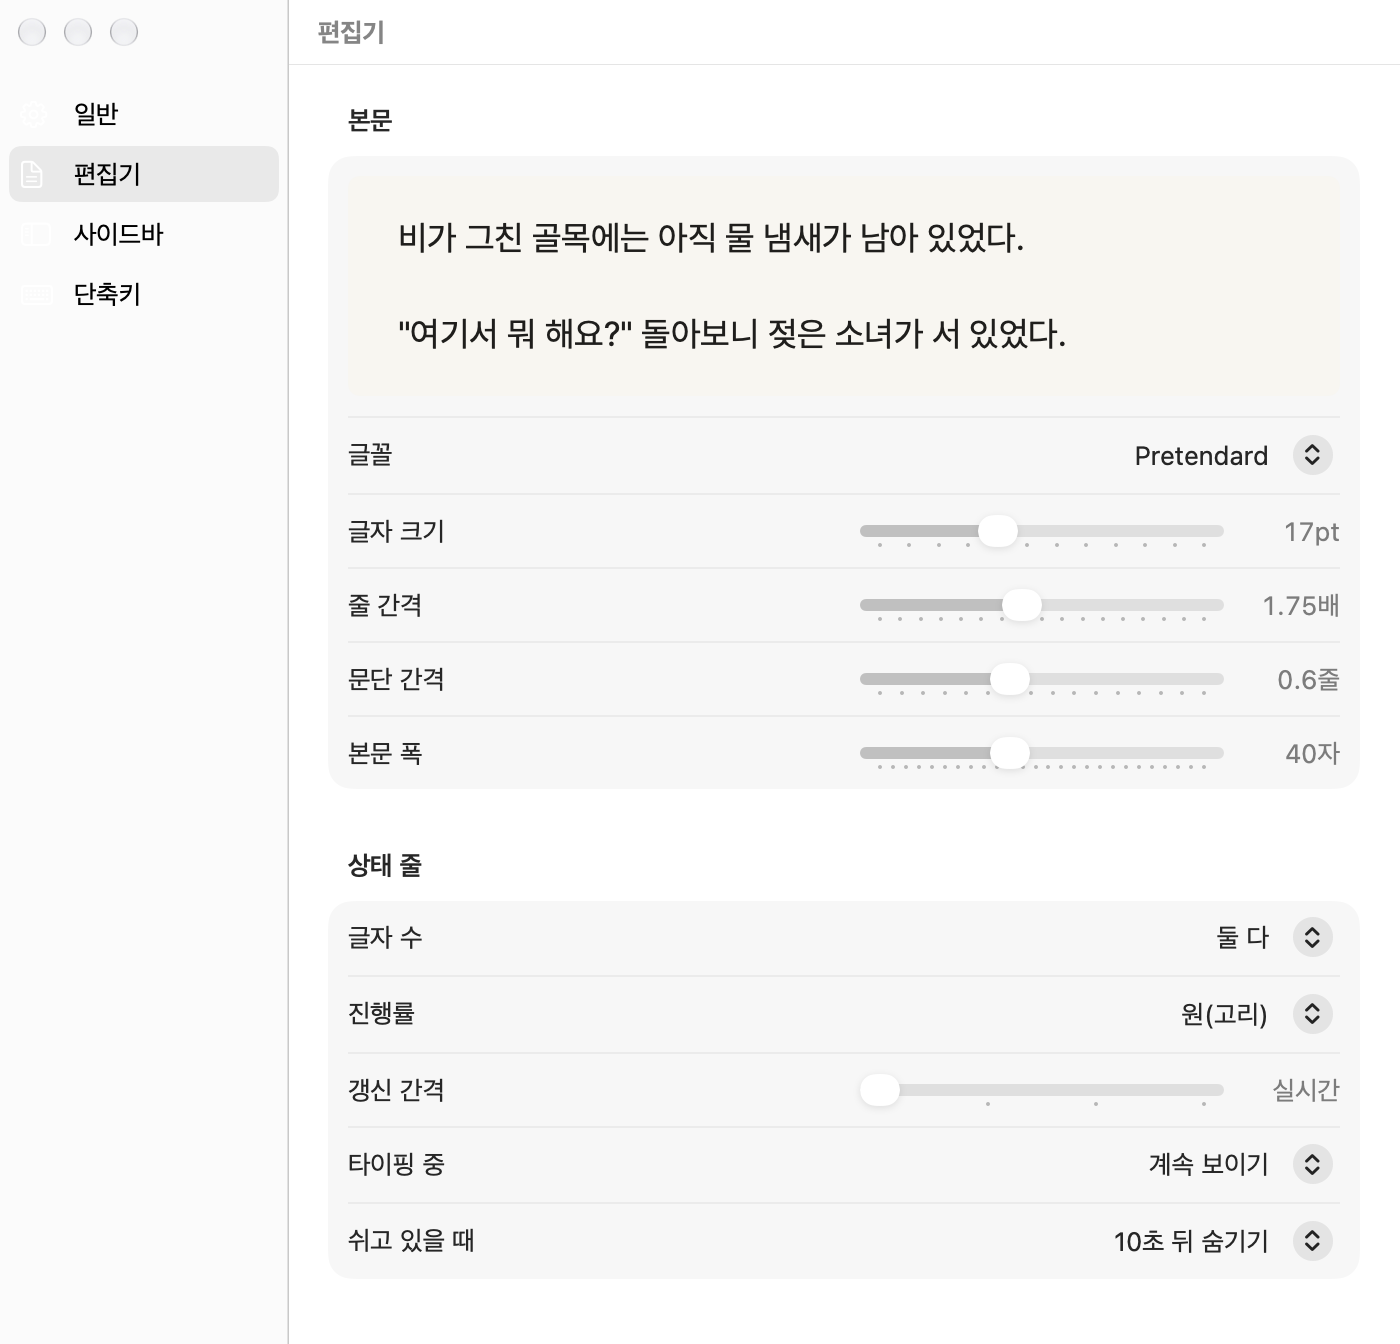 편집기
일반
편집기
사이드바
단축키
본문
비가 그친 골목에는 아직 물 냄새가 남아 있었다.
"여기서 뭐 해요?" 돌아보니 젖은 소녀가 서 있었다.
글꼴 Pretendard
글자 크기 17pt
줄 간격 1.75배
문단 간격 0.6줄
본문 폭 40자
상태 줄
글자 수 둘 다
진행률 원(고리)
갱신 간격 실시간
타이핑 중 계속 보이기
쉬고 있을 때 10초 뒤 숨기기